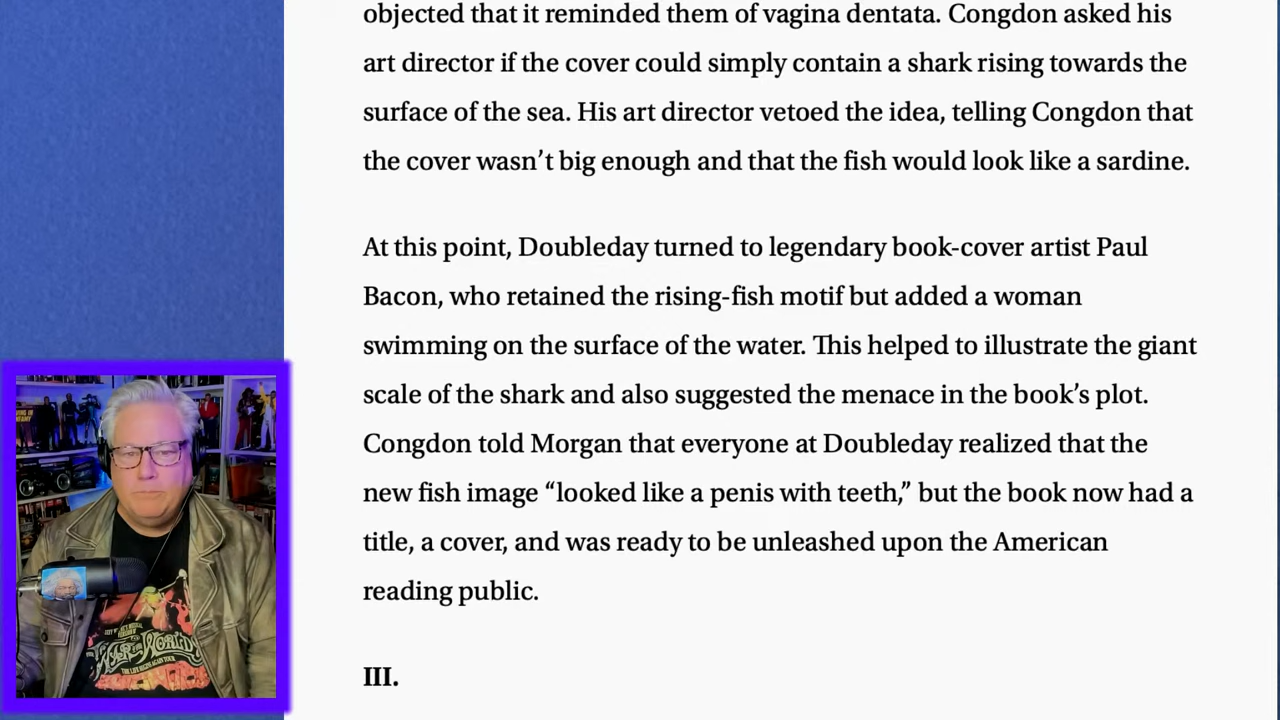 objected that it reminded them of vagina dentata. Congdon asked his
art director if the cover could simply contain a shark rising towards the
surface of the sea. His art director vetoed the idea, telling Congdon that
the cover wasn’t big enough and that the fish would look like a sardine.
At this point, Doubleday turned to legendary book-cover artist Paul
Bacon, who retained the rising-fish motif but added a woman
swimming on the surface of the water. This helped to illustrate the giant
scale of the shark and also suggested the menace in the book’s plot.
Congdon told Morgan that everyone at Doubleday realized that the
new fish image “looked like a penis with teeth,” but the book now had a
title, a cover, and was ready to be unleashed upon the American
reading public.
III.
WAR OF THE WORLDS